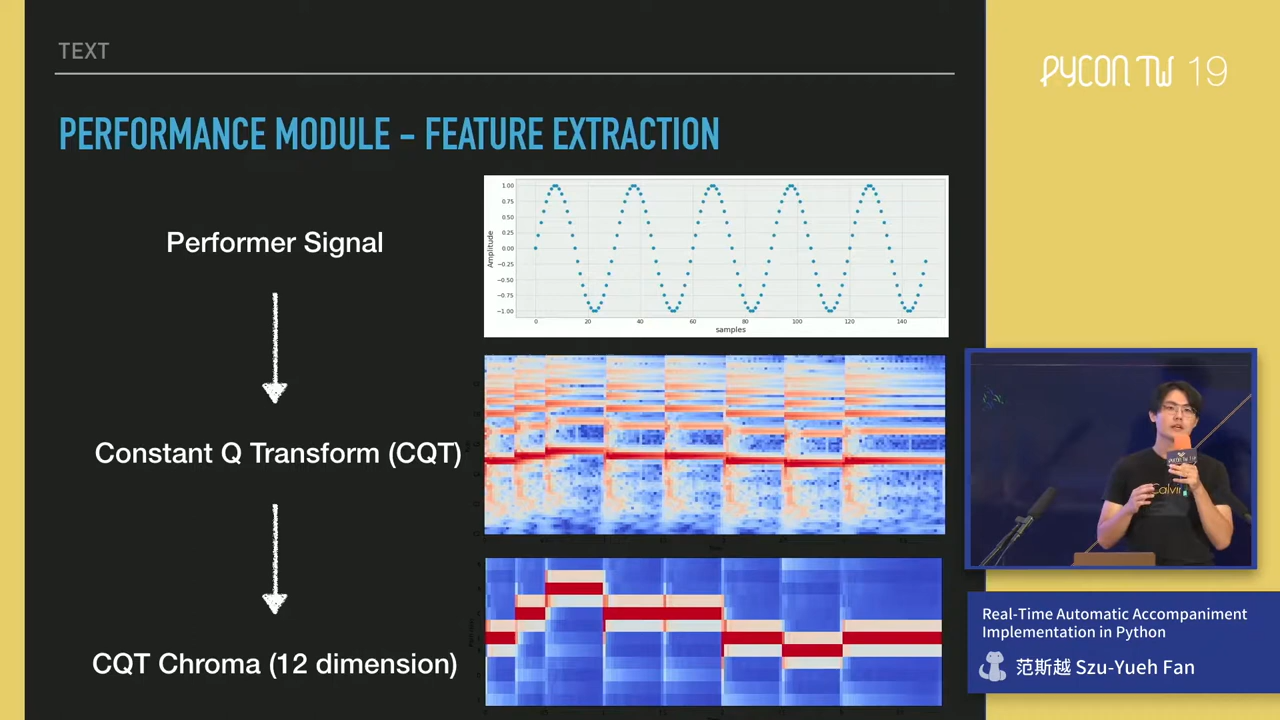 TEXT
PYCON TW 19
PERFORMANCE MODULE - FEATURE EXTRACTION
Performer Signal
1.00
0.75
0.50
0.25
0.00
−0.25
−0.50
−0.75
−1.00
Amplitude
0 20 40 60 80 100 120 140
samples
Constant Q Transform (CQT)
CQT Chroma (12 dimension)
Calvin
Real-Time Automatic Accompaniment
Implementation in Python
范斯越 Szu-Yueh Fan